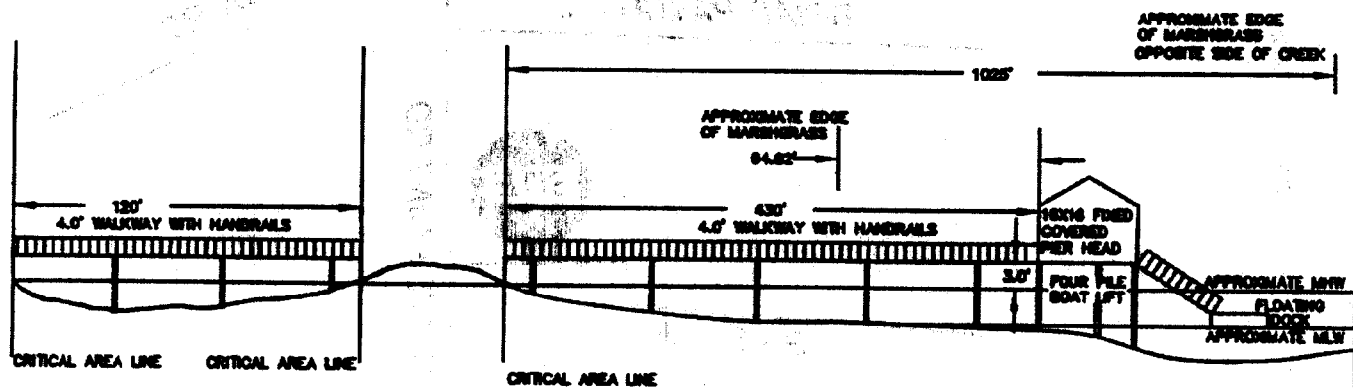 APPROXIMATE EDGE
OF MARSHGRASS
OPPOSITE SIDE OF CREEK
1025'
APPROXIMATE EDGE
OF MARSHGRASS
64.82'
120'
4.0' WALKWAY WITH HANDRAILS
430'
4.0' WALKWAY WITH HANDRAILS
16X16 FIXED
COVERED
PIER HEAD
3.0'
FOUR PILE
BOAT LIFT
APPROXIMATE MHW
FLOATING
DOCK
APPROXIMATE MLW
CRITICAL AREA LINE
CRITICAL AREA LINE
CRITICAL AREA LINE